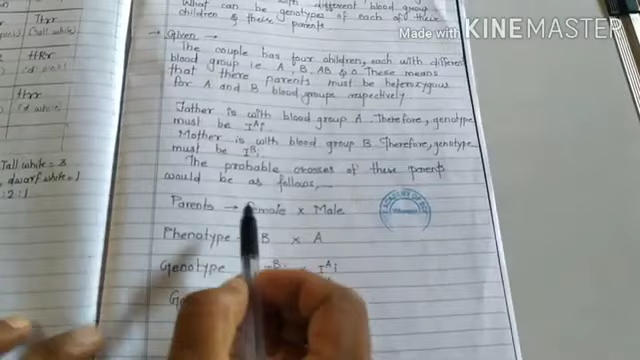 Thrr
(tall white)
Thrr
What can be genotypes of each of these
children & these parents
→ Given →
The couple has four children, each with different
blood group i.e. A, B, AB & O. These means
that there parents must be heterozygous
for A and B blood groups respectively
Father is with blood group A. Therefore, genotype
must be I^A i
Mother is with blood group B. Therefore, genotype
must be I^B i
The probable crosses of these parents
would be as follows,
Parents → Female x Male
Phenotype B x A
Genotype I^A i
Tall white = 3
, dwarf white = 1
:2:1
Made with KINEMASTER